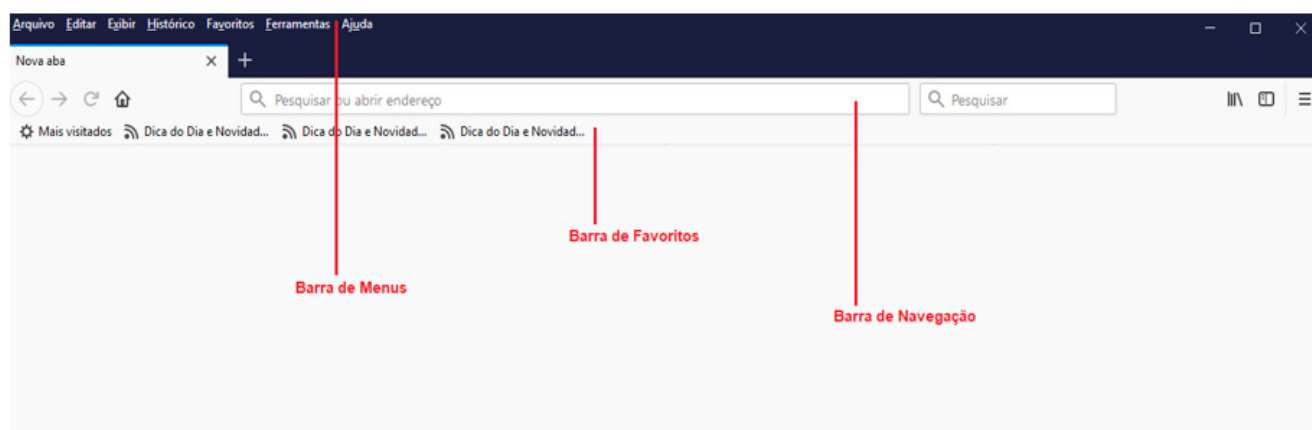 Arquivo Editar Exibir Histórico Favoritos Ferramentas Ajuda
Nova aba
Pesquisar ou abrir endereço Pesquisar
Mais visitados Dica do Dia e Novidad... Dica do Dia e Novidad... Dica do Dia e Novidad...
Barra de Favoritos
Barra de Menus
Barra de Navegação